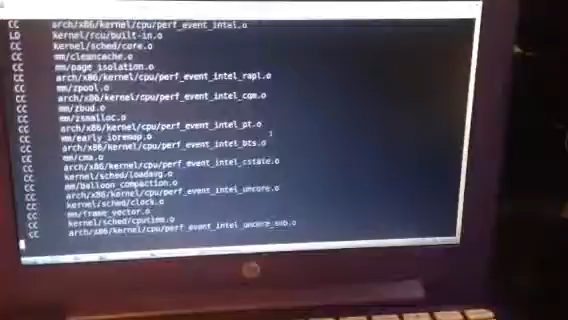 CC arch/x86/kernel/cpu/perf_event_intel.o
LD kernel/rcu/built-in.o
CC kernel/sched/core.o
CC mm/cleancache.o
CC mm/page_isolation.o
CC arch/x86/kernel/cpu/perf_event_intel_rapl.o
CC mm/zpool.o
CC arch/x86/kernel/cpu/perf_event_intel_cqm.o
CC mm/zbud.o
CC mm/zsmalloc.o
CC arch/x86/kernel/cpu/perf_event_intel_pt.o
CC mm/early_ioremap.o
CC arch/x86/kernel/cpu/perf_event_intel_bts.o
CC mm/cma.o
CC arch/x86/kernel/cpu/perf_event_intel_cstate.o
CC kernel/sched/loadavg.o
CC mm/balloon_compaction.o
CC arch/x86/kernel/cpu/perf_event_intel_uncore.o
CC kernel/sched/clock.o
CC mm/frame_vector.o
CC kernel/sched/cputime.o
CC arch/x86/kernel/cpu/perf_event_intel_uncore_snb.o
hp